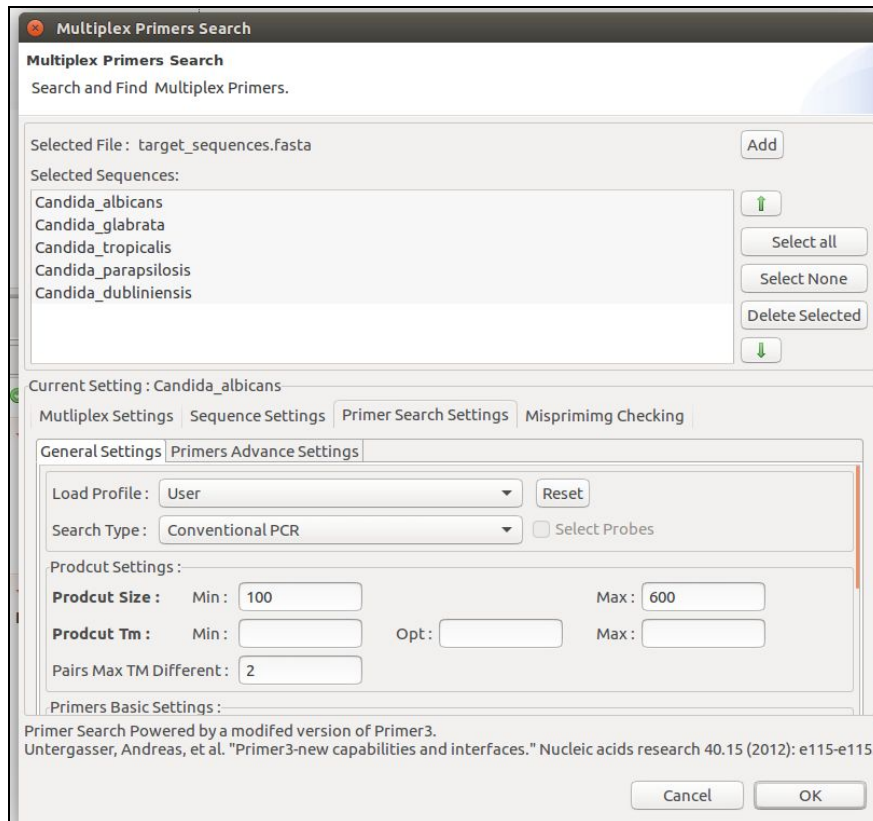 Multiplex Primers Search
Multiplex Primers Search
Search and Find Multiplex Primers.
Selected File : target_sequences.fasta Add
Selected Sequences:
Candida_albicans
Candida_glabrata
Candida_tropicalis
Candida_parapsilosis
Candida_dubliniensis
Select all
Select None
Delete Selected
Current Setting : Candida_albicans
Mutliplex Settings Sequence Settings Primer Search Settings Misprimimg Checking
General Settings Primers Advance Settings
Load Profile : User Reset
Search Type : Conventional PCR Select Probes
Prodcut Settings :
Prodcut Size : Min : 100 Max : 600
Prodcut Tm : Min : Opt : Max :
Pairs Max TM Different : 2
Primers Basic Settings :
Primer Search Powered by a modifed version of Primer3.
Untergasser, Andreas, et al. "Primer3-new capabilities and interfaces." Nucleic acids research 40.15 (2012): e115-e115
Cancel OK